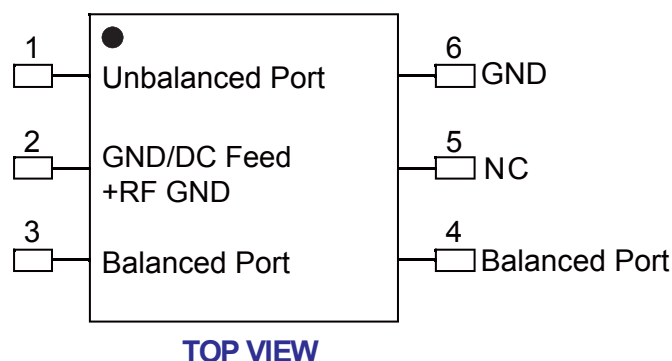 1
Unbalanced Port
6
GND
2
GND/DC Feed
+RF GND
5
NC
3
Balanced Port
4
Balanced Port
TOP VIEW